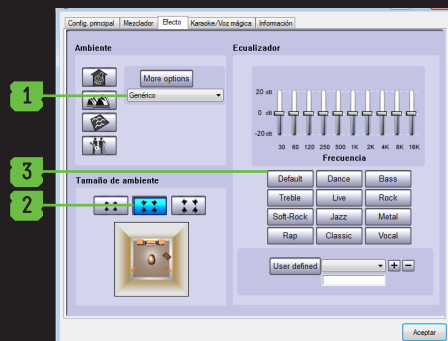 Config. principal Mezclador Efecto Karaoke/Voz mágica Información
Ambiente
More options
Genérico
Tamaño de ambiente
Ecualizador
20 dB
0 dB
-20 dB
30 60 120 250 500 1K 2K 4K 8K 16K
Frecuencia
Default Dance Bass
Treble Live Rock
Soft-Rock Jazz Metal
Rap Classic Vocal
User defined
Aceptar
1
3
2